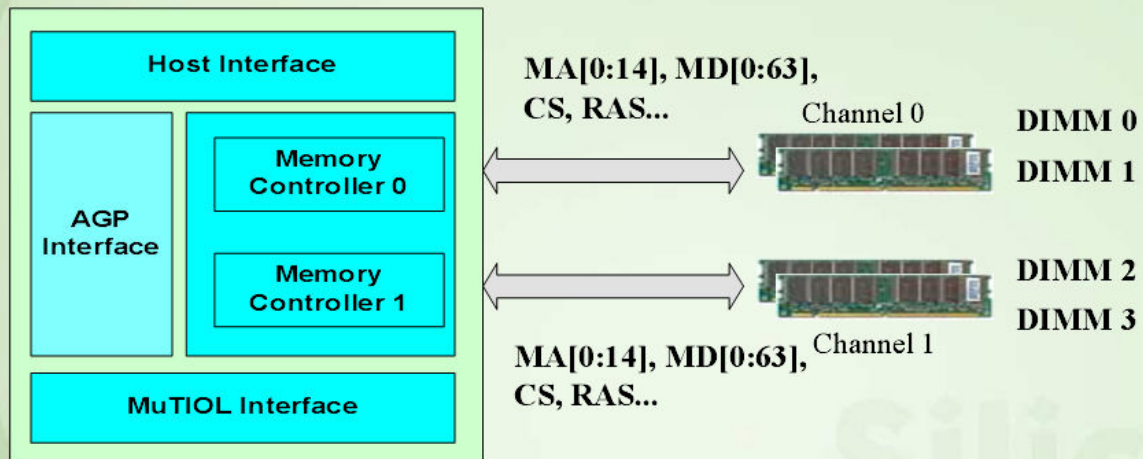 Host Interface
AGP
Interface
Memory
Controller 0
Memory
Controller 1
MuTIOL Interface
MA[0:14], MD[0:63],
CS, RAS...
Channel 0
DIMM 0
DIMM 1
DIMM 2
DIMM 3
Channel 1
MA[0:14], MD[0:63],
CS, RAS...